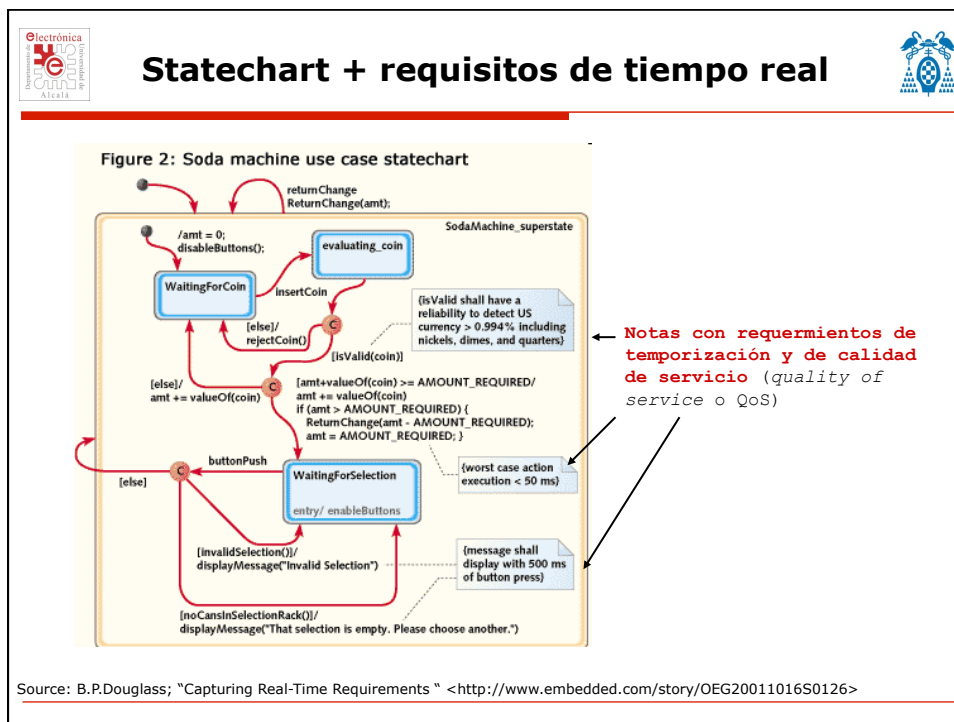 electrónica
Departamento de
Universidad de
Alcalá
Statechart + requisitos de tiempo real
Figure 2: Soda machine use case statechart
returnChange
ReturnChange(amt);
SodaMachine_superstate
/amt = 0;
disableButtons();
evaluating_coin
WaitingForCoin
insertCoin
{isValid shall have a
reliability to detect US
currency > 0.994% including
nickels, dimes, and quarters}
[else]/
rejectCoin()
C
[isValid(coin)]
Notas con requermientos de
temporización y de calidad
de servicio (quality of
service o QoS)
[else]/
amt += valueOf(coin)
C
[amt+valueOf(coin) >= AMOUNT_REQUIRED/
amt += valueOf(coin)
if (amt > AMOUNT_REQUIRED) {
ReturnChange(amt - AMOUNT_REQUIRED);
amt = AMOUNT_REQUIRED; }
buttonPush
C
[else]
WaitingForSelection
entry/ enableButtons
{worst case action
execution < 50 ms}
[invalidSelection()]/
displayMessage("Invalid Selection")
{message shall
display with 500 ms
of button press}
[noCansInSelectionRack()]/
displayMessage("That selection is empty. Please choose another.")
Source: B.P.Douglass; “Capturing Real-Time Requirements “ <http://www.embedded.com/story/OEG20011016S0126>